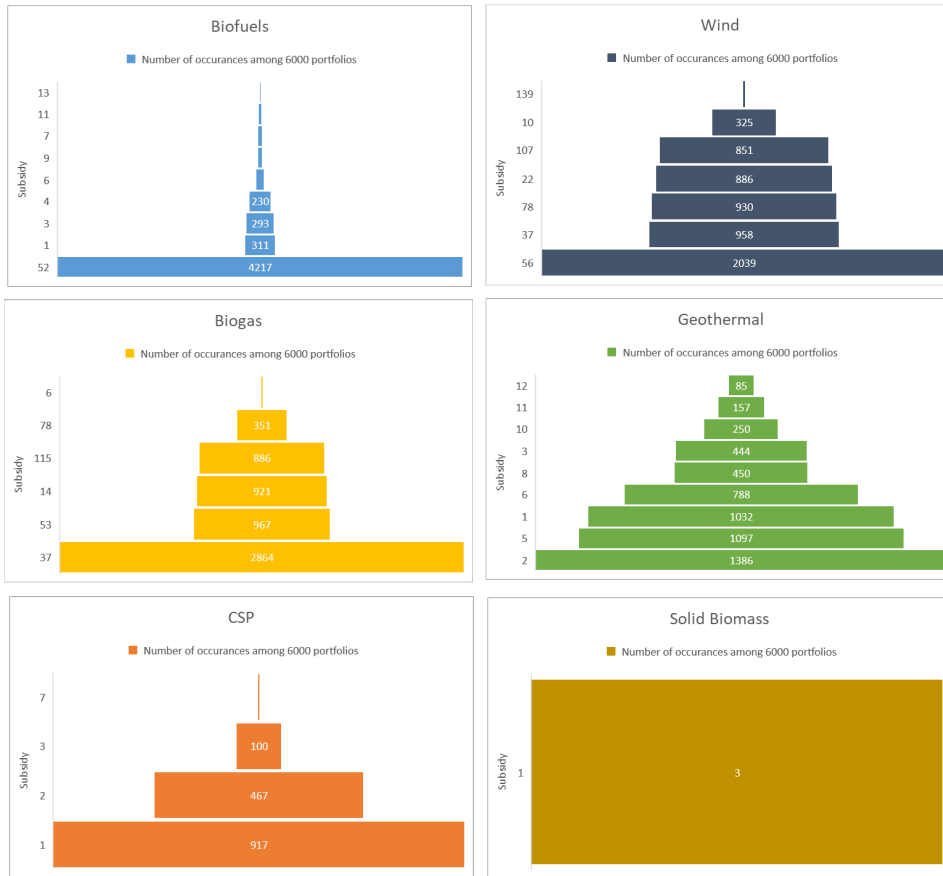 Biofuels
Number of occurances among 6000 portfolios
Subsidy
13
11
7
9
6
4 230
3 293
1 311
52 4217
Wind
Number of occurances among 6000 portfolios
Subsidy
139
10 325
107 851
22 886
78 930
37 958
56 2039
Biogas
Number of occurances among 6000 portfolios
Subsidy
6
78 351
115 886
14 921
53 967
37 2864
Geothermal
Number of occurances among 6000 portfolios
Subsidy
12 85
11 157
10 250
3 444
8 450
6 788
1 1032
5 1097
2 1386
CSP
Number of occurances among 6000 portfolios
Subsidy
7
3 100
2 467
1 917
Solid Biomass
Number of occurances among 6000 portfolios
Subsidy
1 3